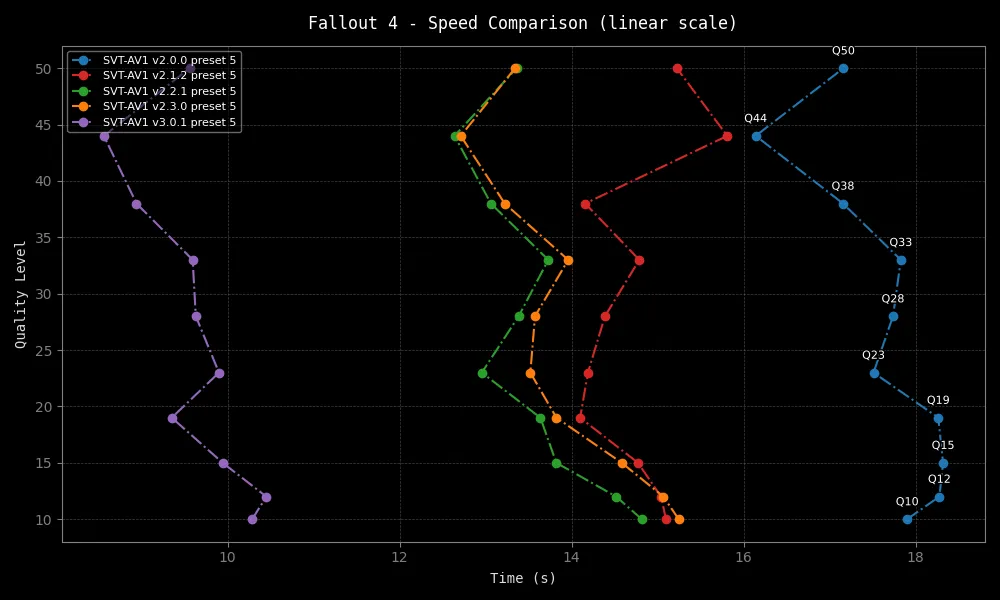 Fallout 4 - Speed Comparison (linear scale)
SVT-AV1 v2.0.0 preset 5
SVT-AV1 v2.1.2 preset 5
SVT-AV1 v2.2.1 preset 5
SVT-AV1 v2.3.0 preset 5
SVT-AV1 v3.0.1 preset 5
Q50
Q44
Q38
Q33
Q28
Q23
Q19
Q15
Q12
Q10
Quality Level
50
45
40
35
30
25
20
15
10
10 12 14 16 18
Time (s)